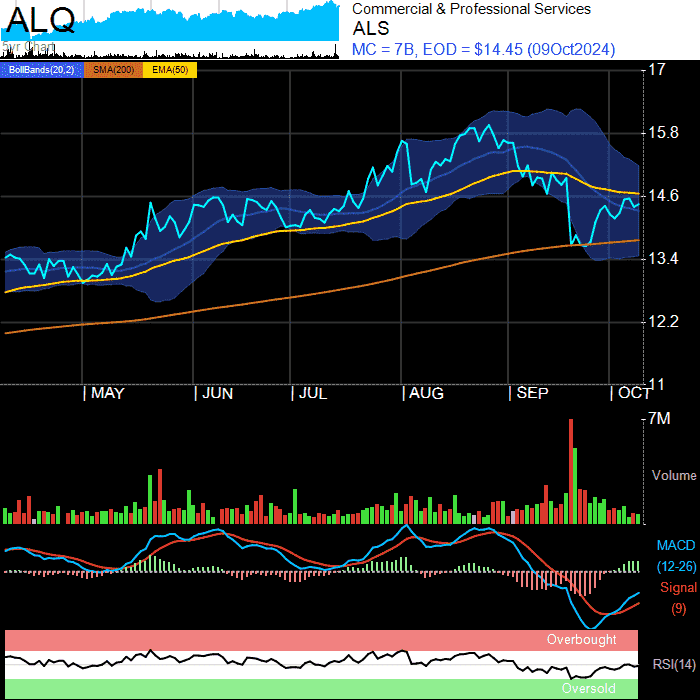 ALQ
5yr Chart
Commercial & Professional Services
ALS
MC = 7B, EOD = $14.45 (09Oct2024)
BollBands(20,2) SMA(200) EMA(50)
17
15.8
14.6
13.4
12.2
11
MAY JUN JUL AUG SEP OCT
7M
Volume
MACD
(12-26)
Signal
(9)
Overbought
RSI(14)
Oversold